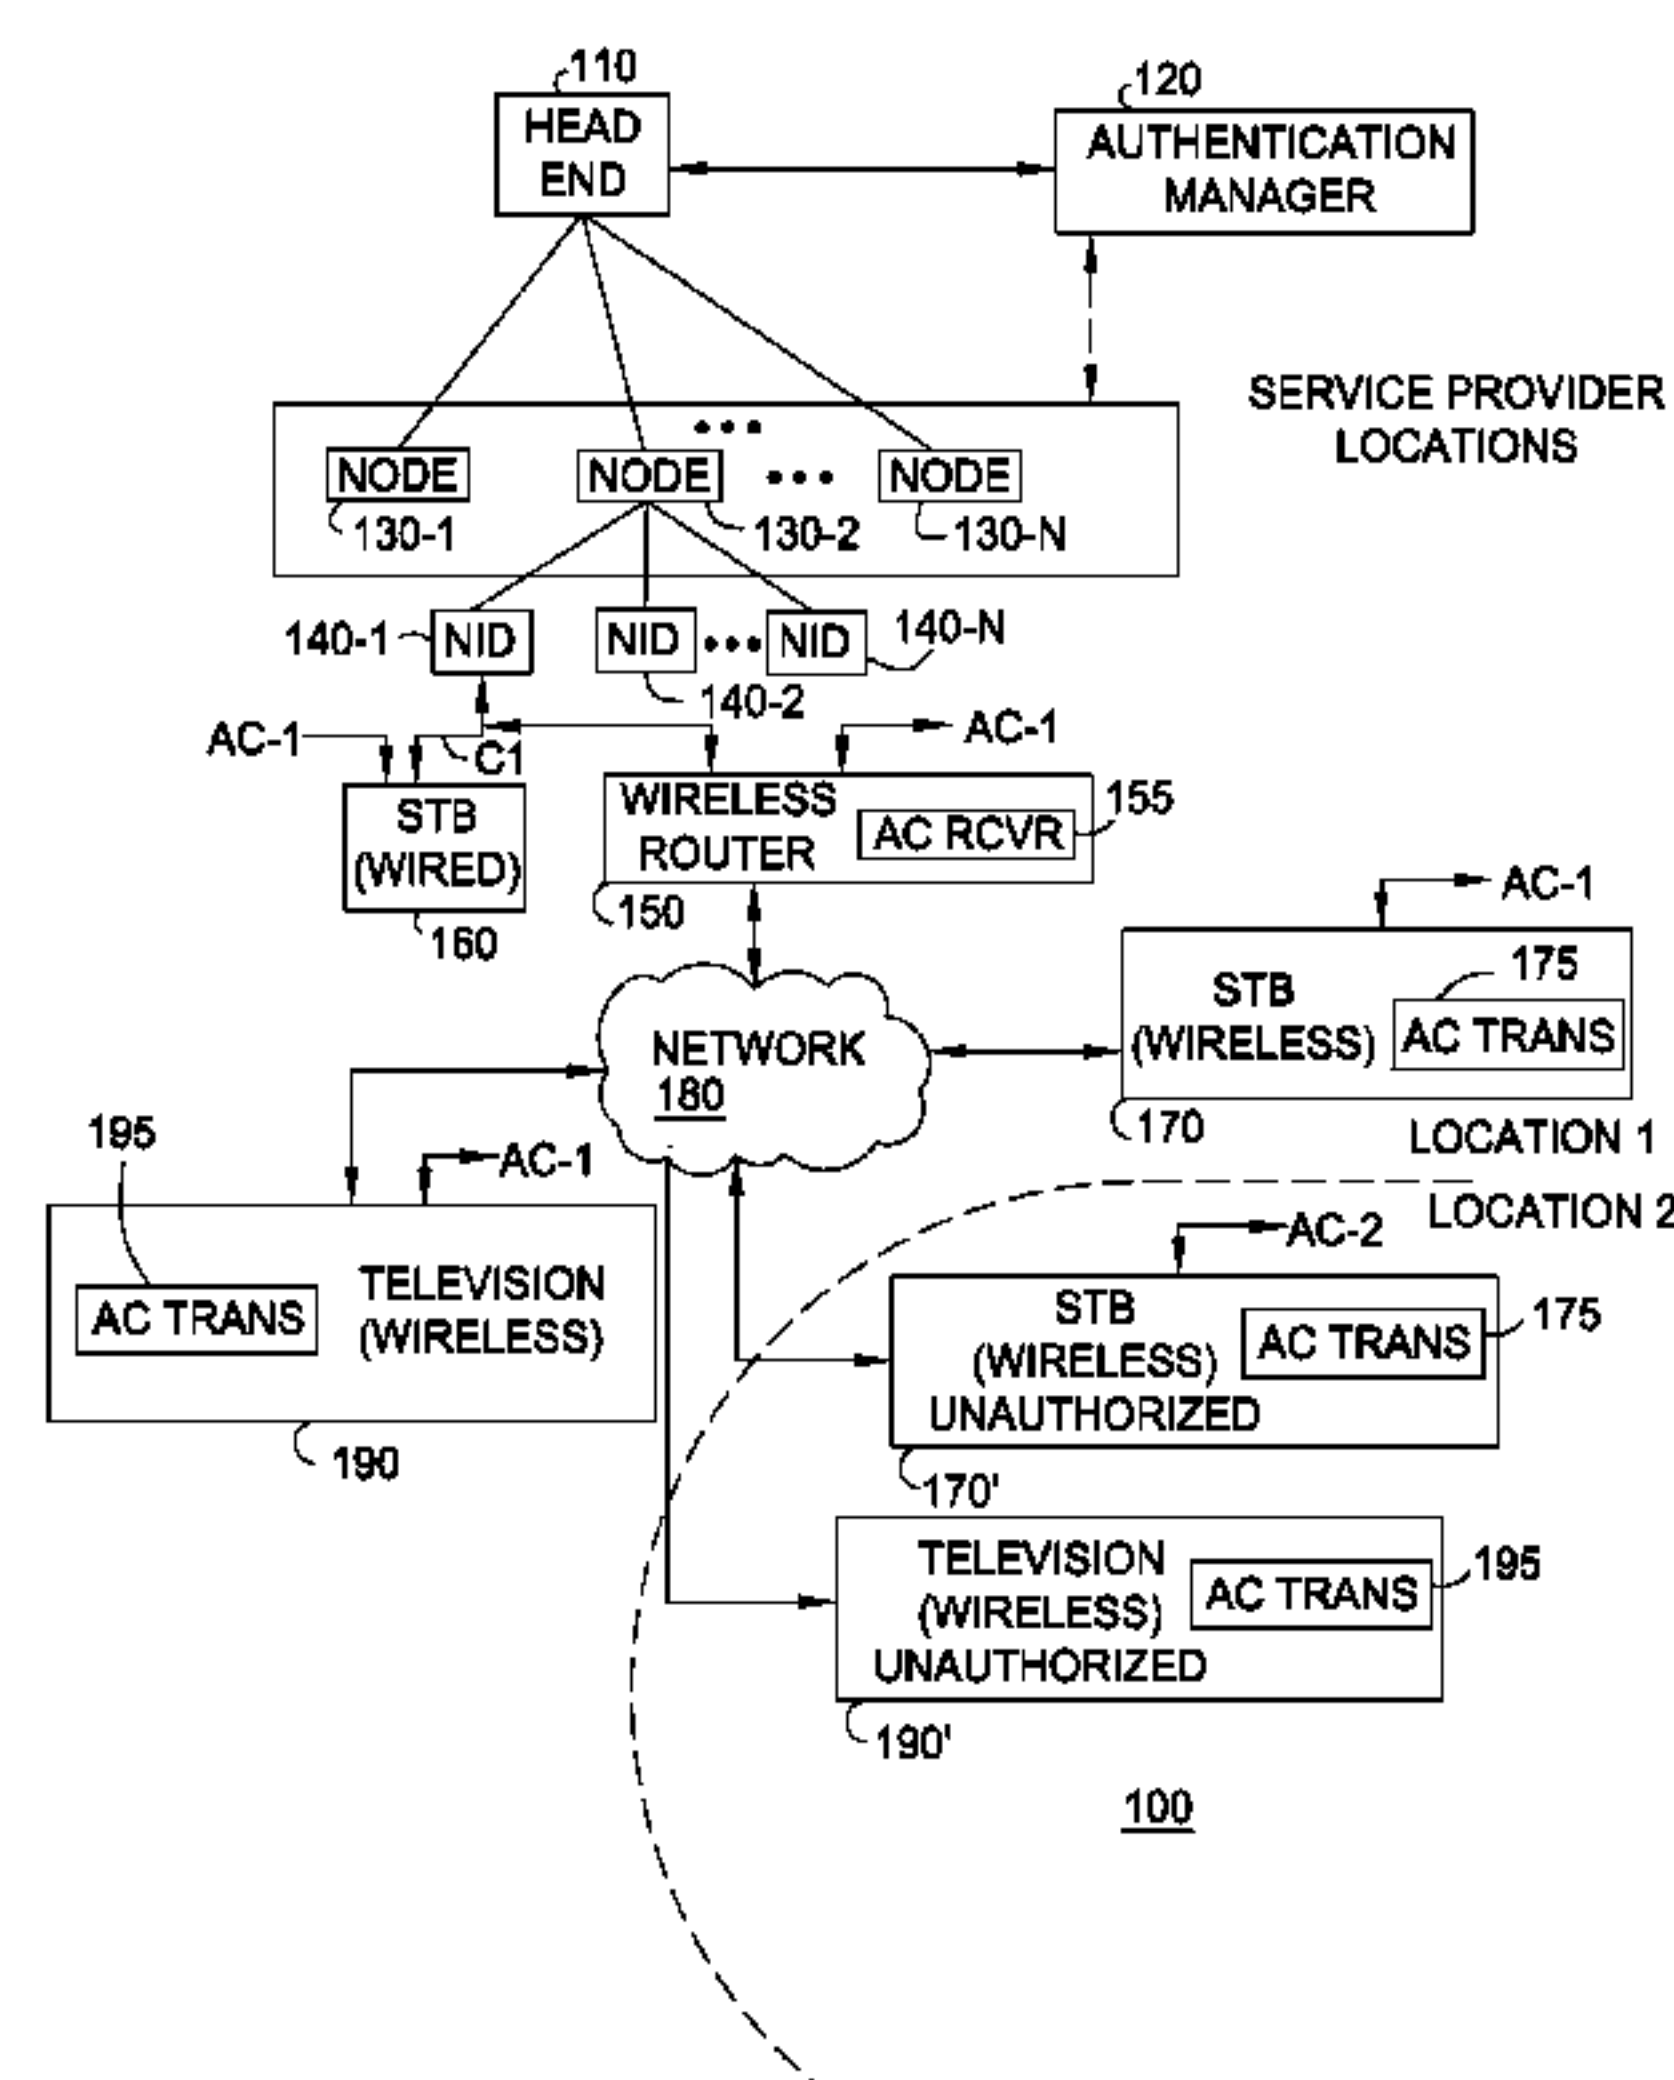 110
HEAD
END
120
AUTHENTICATION
MANAGER
SERVICE PROVIDER
LOCATIONS
NODE
NODE
NODE
130-1
130-2
130-N
140-1
NID
NID
NID
140-N
140-2
AC-1
C1
AC-1
STB
(WIRED)
160
WIRELESS
ROUTER
AC RCVR
155
150
AC-1
STB
(WIRELESS)
175
AC TRANS
170
LOCATION 1
NETWORK
180
195
AC-1
AC TRANS
TELEVISION
(WIRELESS)
190
LOCATION 2
AC-2
STB
(WIRELESS)
UNAUTHORIZED
AC TRANS
175
170'
TELEVISION
(WIRELESS)
UNAUTHORIZED
AC TRANS
195
190'
100